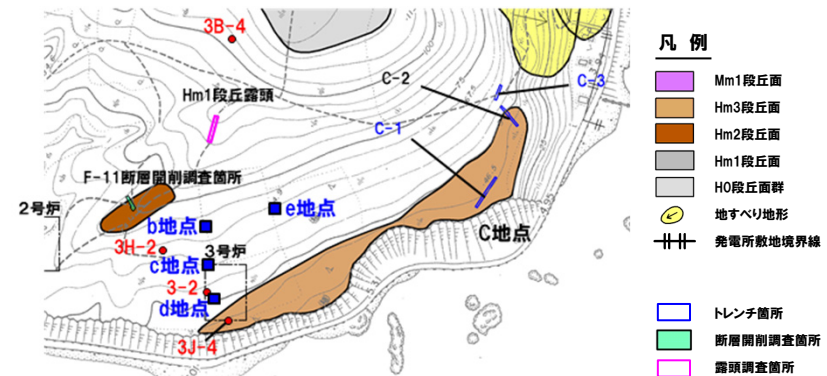 3B-4
C-2
C-3
Hm1段丘露頭
C-1
F-11断層開削調査箇所
2号炉
b地点
e地点
3H-2
3号炉
c地点
C地点
3-2
d地点
3J-4
凡 例
Mm1段丘面
Hm3段丘面
Hm2段丘面
Hm1段丘面
H0段丘面群
地すべり地形
発電所敷地境界線
トレンチ箇所
断層開削調査箇所
露頭調査箇所